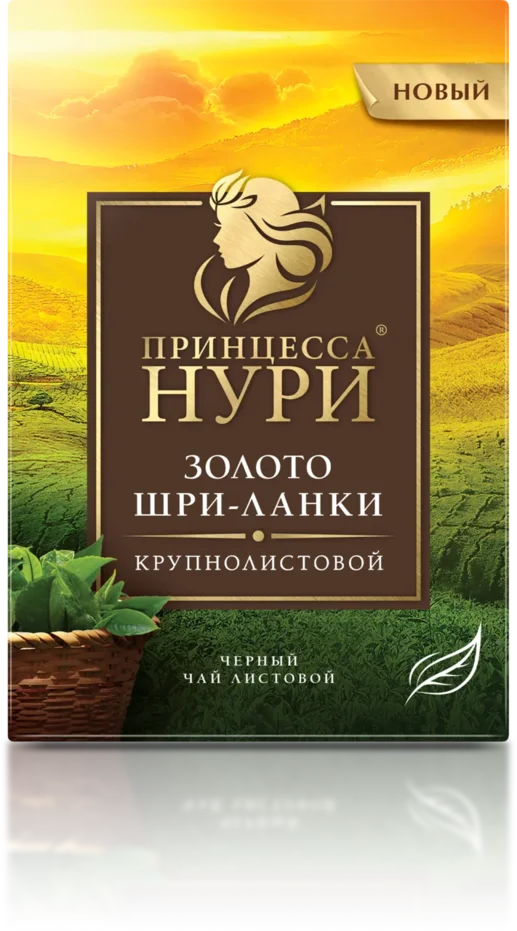 НОВЫЙ
ПРИНЦЕССА®
НУРИ
ЗОЛОТО
ШРИ-ЛАНКИ
КРУПНОЛИСТОВОЙ
ЧЕРНЫЙ
ЧАЙ ЛИСТОВОЙ